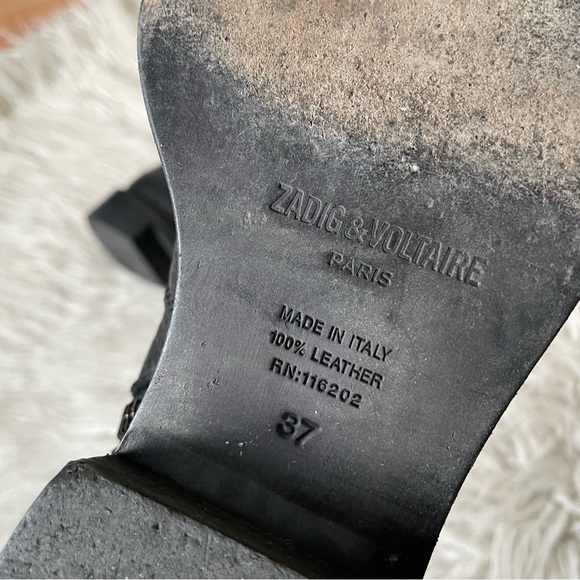 ZADIG & VOLTAIRE
PARIS
MADE IN ITALY
100% LEATHER
RN:116202
37